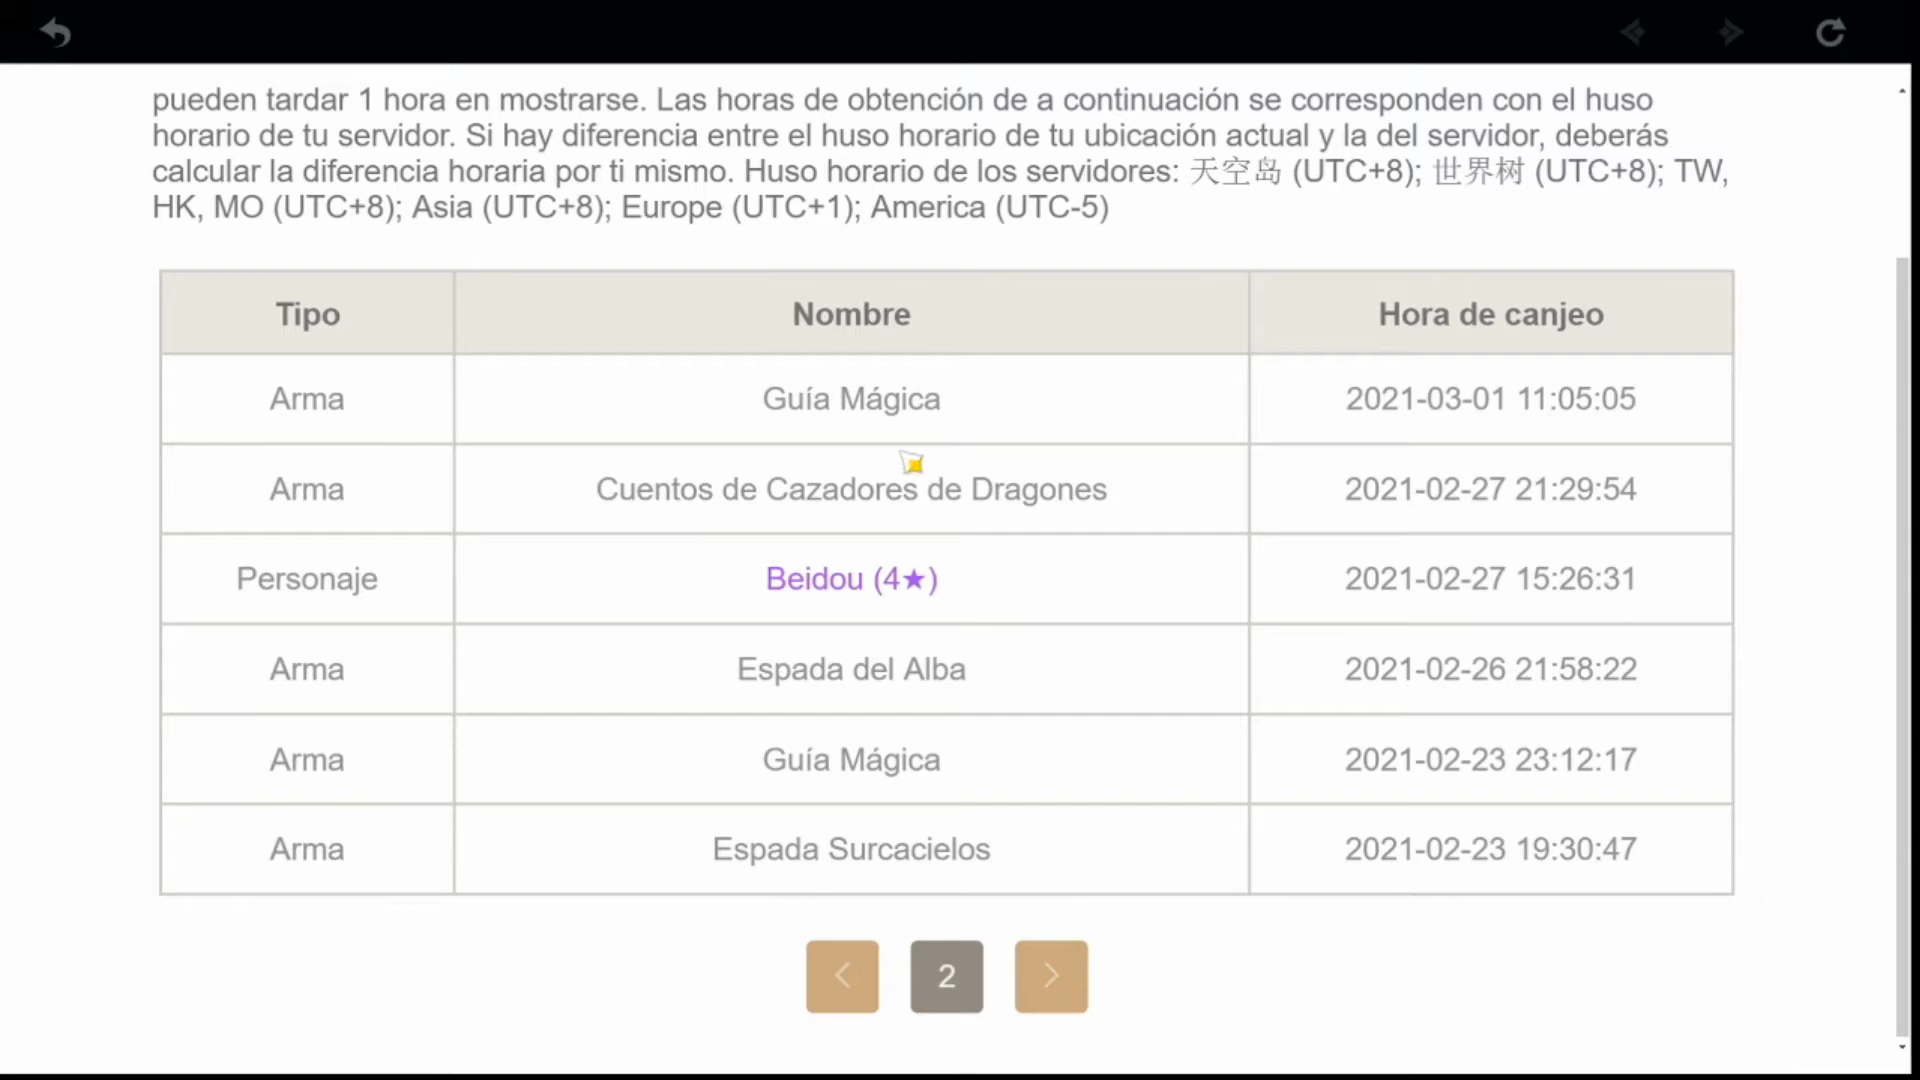 pueden tardar 1 hora en mostrarse. Las horas de obtención de a continuación se corresponden con el huso
horario de tu servidor. Si hay diferencia entre el huso horario de tu ubicación actual y la del servidor, deberás
calcular la diferencia horaria por ti mismo. Huso horario de los servidores: 天空岛 (UTC+8); 世界树 (UTC+8); TW,
HK, MO (UTC+8); Asia (UTC+8); Europe (UTC+1); America (UTC-5)
Tipo Nombre Hora de canjeo
Arma Guía Mágica 2021-03-01 11:05:05
Arma Cuentos de Cazadores de Dragones 2021-02-27 21:29:54
Personaje Beidou (4★) 2021-02-27 15:26:31
Arma Espada del Alba 2021-02-26 21:58:22
Arma Guía Mágica 2021-02-23 23:12:17
Arma Espada Surcacielos 2021-02-23 19:30:47
2